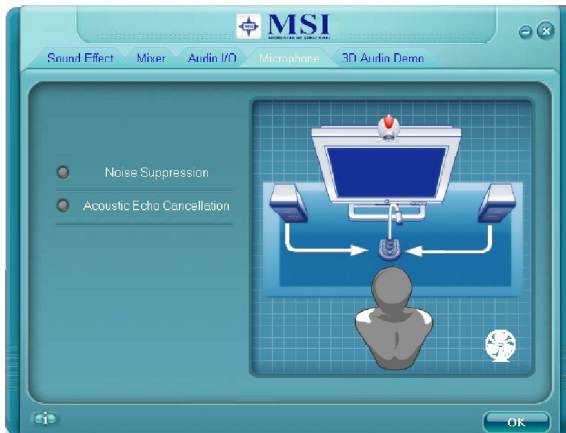 MSI
Sound Effect Mixer Audio I/O Microphone 3D Audio Demo
Noise Suppression
Acoustic Echo Cancellation
i
OK